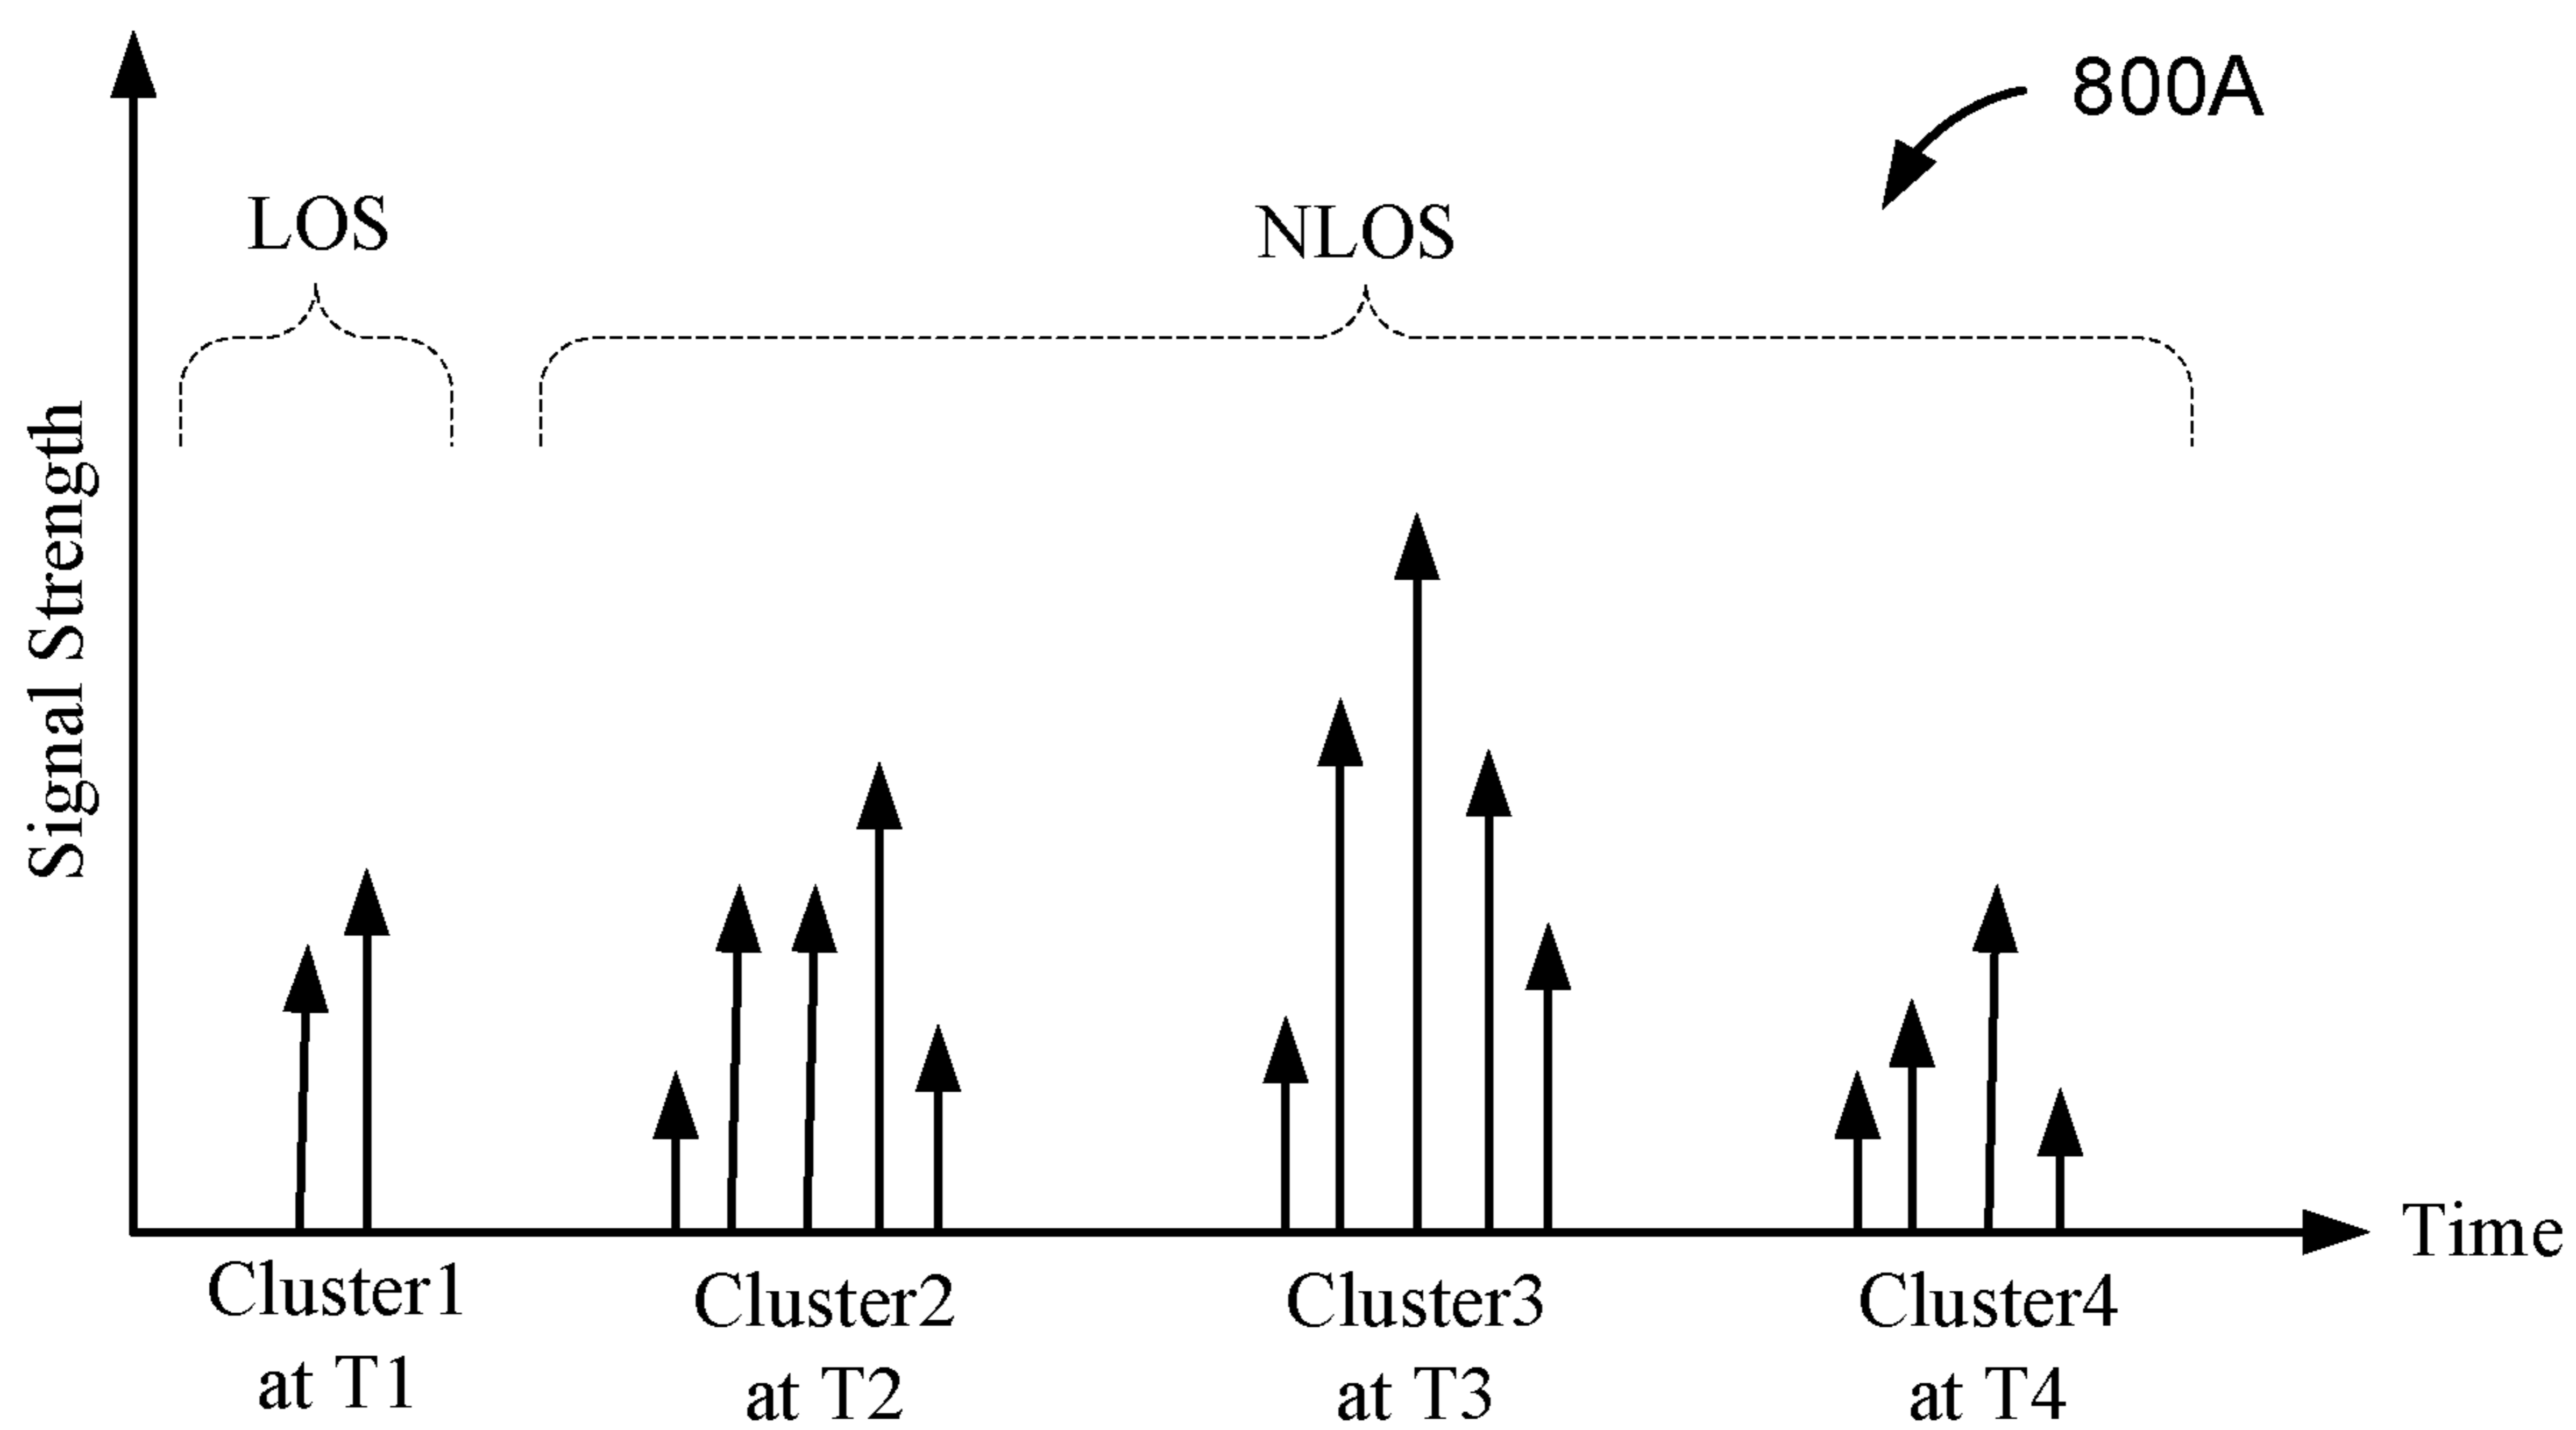 800A
LOS
NLOS
Signal Strength
Time
Cluster1
at T1
Cluster2
at T2
Cluster3
at T3
Cluster4
at T4